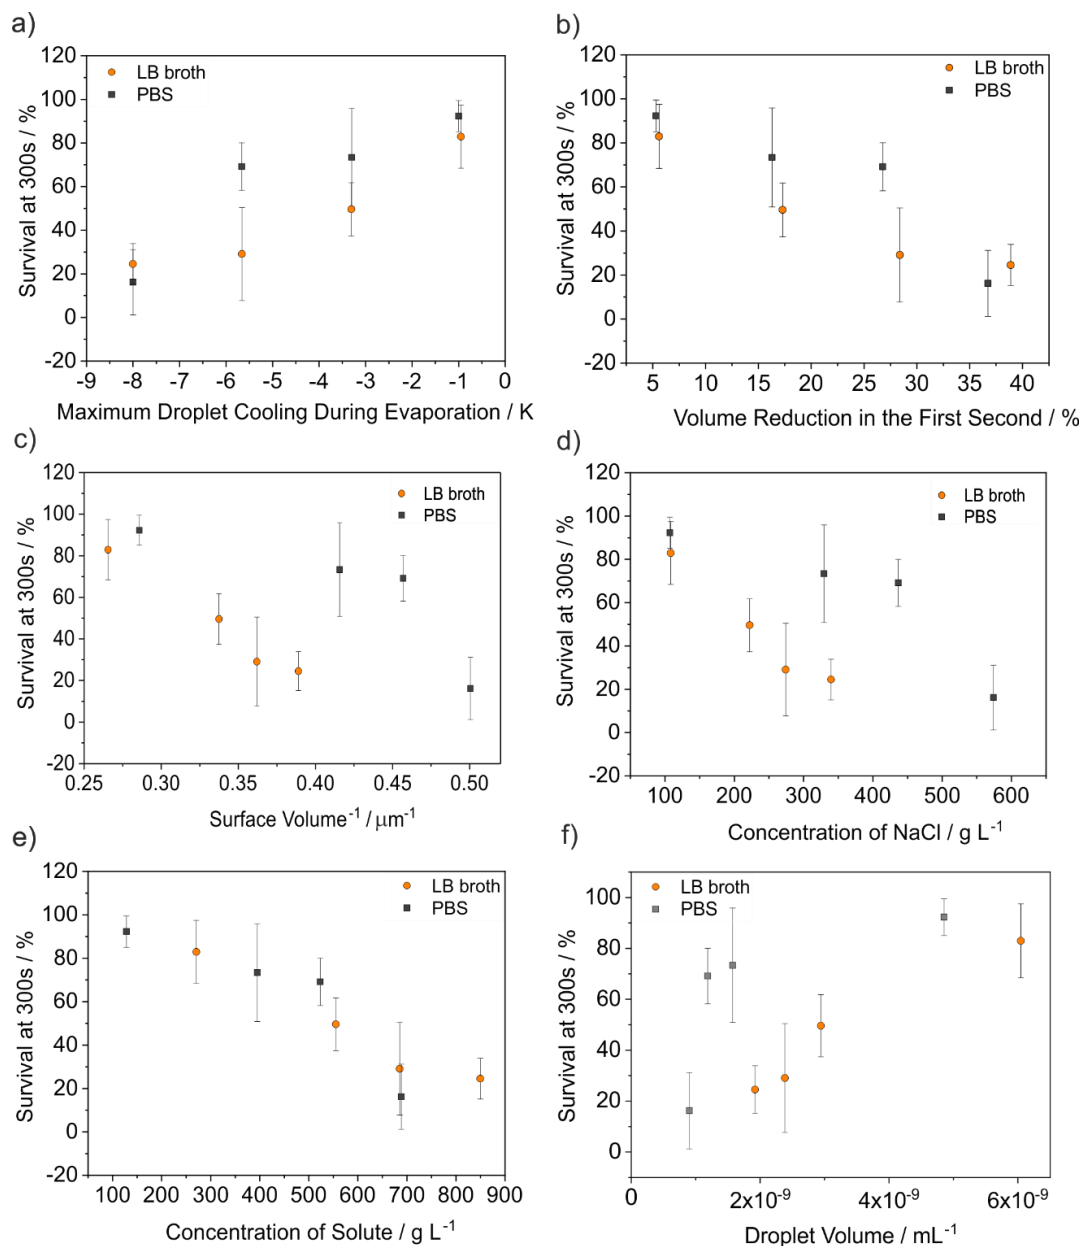 a)
120
100
80
60
40
20
0
-20
Survival at 300s / %
LB broth
PBS
-9 -8 -7 -6 -5 -4 -3 -2 -1 0
Maximum Droplet Cooling During Evaporation / K
b)
120
100
80
60
40
20
0
-20
Survival at 300s / %
LB broth
PBS
5 10 15 20 25 30 35 40
Volume Reduction in the First Second / %
c)
120
100
80
60
40
20
0
-20
Survival at 300s / %
LB broth
PBS
0.25 0.30 0.35 0.40 0.45 0.50
Surface Volume⁻¹ / μm⁻¹
d)
120
100
80
60
40
20
0
-20
Survival at 300s / %
LB broth
PBS
100 200 300 400 500 600
Concentration of NaCl / g L⁻¹
e)
120
100
80
60
40
20
0
-20
Survival at 300s / %
LB broth
PBS
100 200 300 400 500 600 700 800 900
Concentration of Solute / g L⁻¹
f)
100
80
60
40
20
0
Survival at 300s / %
LB broth
PBS
0 2x10⁻⁹ 4x10⁻⁹ 6x10⁻⁹
Droplet Volume / mL⁻¹